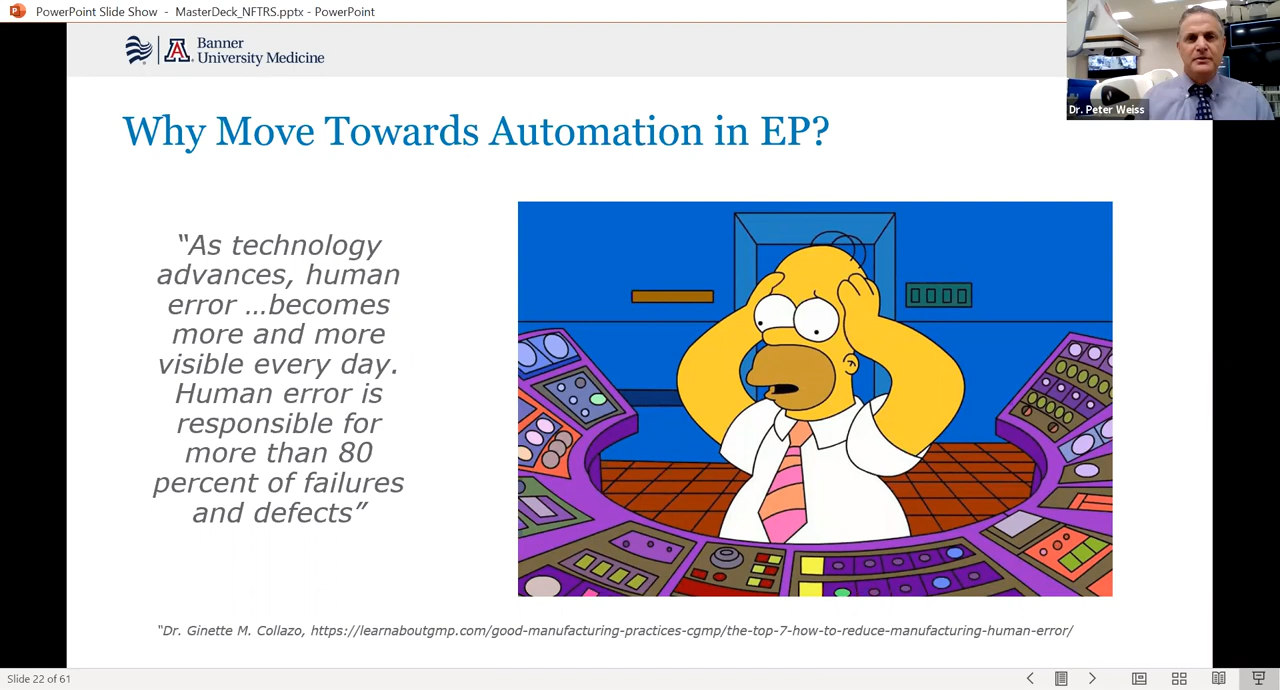 PowerPoint Slide Show - MasterDeck_NFTRS.pptx - PowerPoint
A Banner
University Medicine
Dr. Peter Weiss
Why Move Towards Automation in EP?
“As technology
advances, human
error ...becomes
more and more
visible every day.
Human error is
responsible for
more than 80
percent of failures
and defects”
“Dr. Ginette M. Collazo, https://learnaboutgmp.com/good-manufacturing-practices-cgmp/the-top-7-how-to-reduce-manufacturing-human-error/
Slide 22 of 61